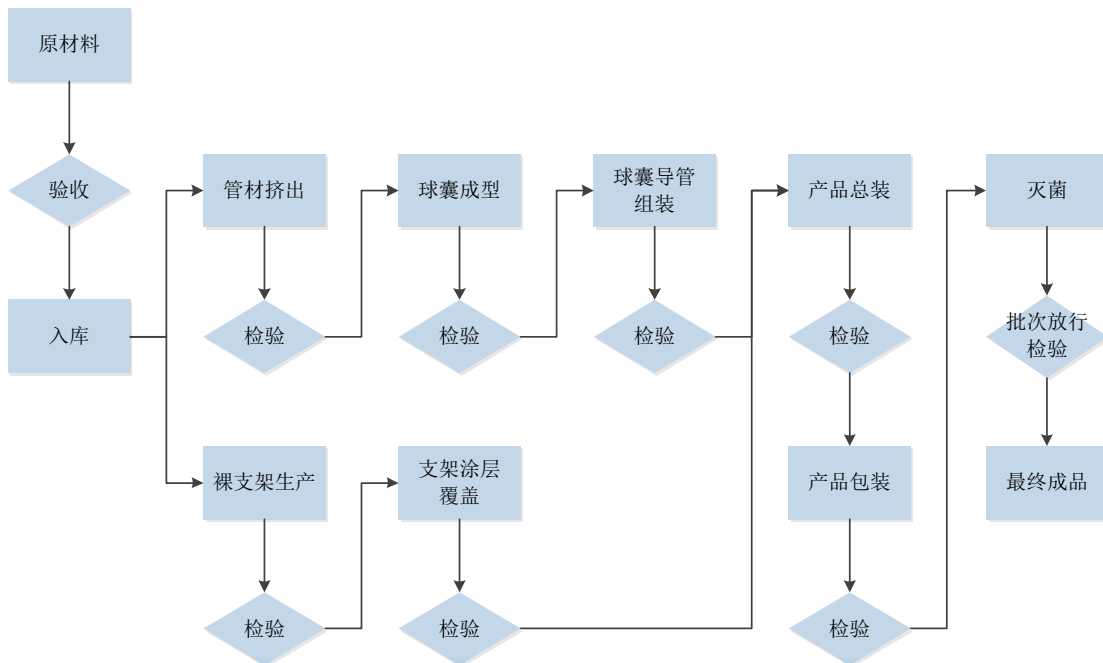 原材料
验收
入库
管材挤出
检验
球囊成型
检验
球囊导管
组装
检验
裸支架生产
检验
支架涂层
覆盖
检验
产品总装
检验
产品包装
检验
灭菌
批次放行
检验
最终成品